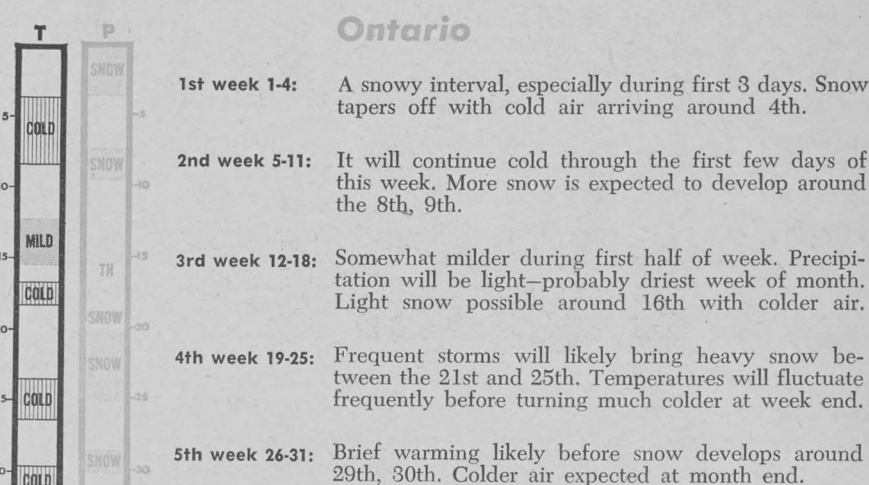 T
P
Ontario
SNOW
1st week 1-4: A snowy interval, especially during first 3 days. Snow
tapers off with cold air arriving around 4th.
5
5
COLD
2nd week 5-11: It will continue cold through the first few days of
this week. More snow is expected to develop around
the 8th, 9th.
SNOW
10
MILD
3rd week 12-18: Somewhat milder during first half of week. Precipi-
tation will be light—probably driest week of month.
Light snow possible around 16th with colder air.
15
TH
COLD
SNOW
20
4th week 19-25: Frequent storms will likely bring heavy snow be-
tween the 21st and 25th. Temperatures will fluctuate
frequently before turning much colder at week end.
SNOW
COLD
25
5th week 26-31: Brief warming likely before snow develops around
29th, 30th. Colder air expected at month end.
SNOW
30
COLD